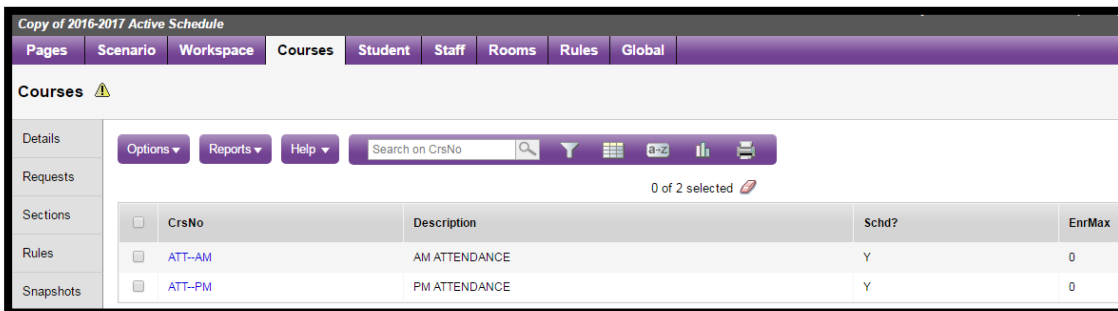 Copy of 2016-2017 Active Schedule
Pages Scenario Workspace Courses Student Staff Rooms Rules Global
Courses
Details
Options Reports Help Search on CrsNo a-z
Requests
0 of 2 selected
Sections
CrsNo Description Schd? EnrMax
Rules
ATT--AM AM ATTENDANCE Y 0
Snapshots
ATT--PM PM ATTENDANCE Y 0